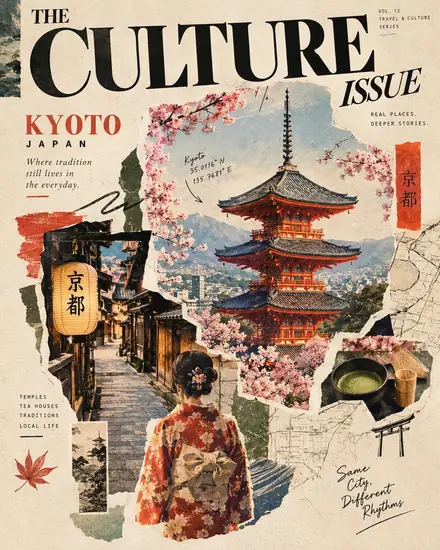 THE
CULTURE
ISSUE
VOL. 12
TRAVEL & CULTURE
SERIES
KYOTO
JAPAN
Where tradition
still lives in
the everyday.
REAL PLACES.
DEEPER STORIES.
Kyoto
35.0116° N
135.7681° E
京都
京都
TEMPLES
TEA HOUSES
TRADITIONS
LOCAL LIFE
Same
City,
Different
Rhythms